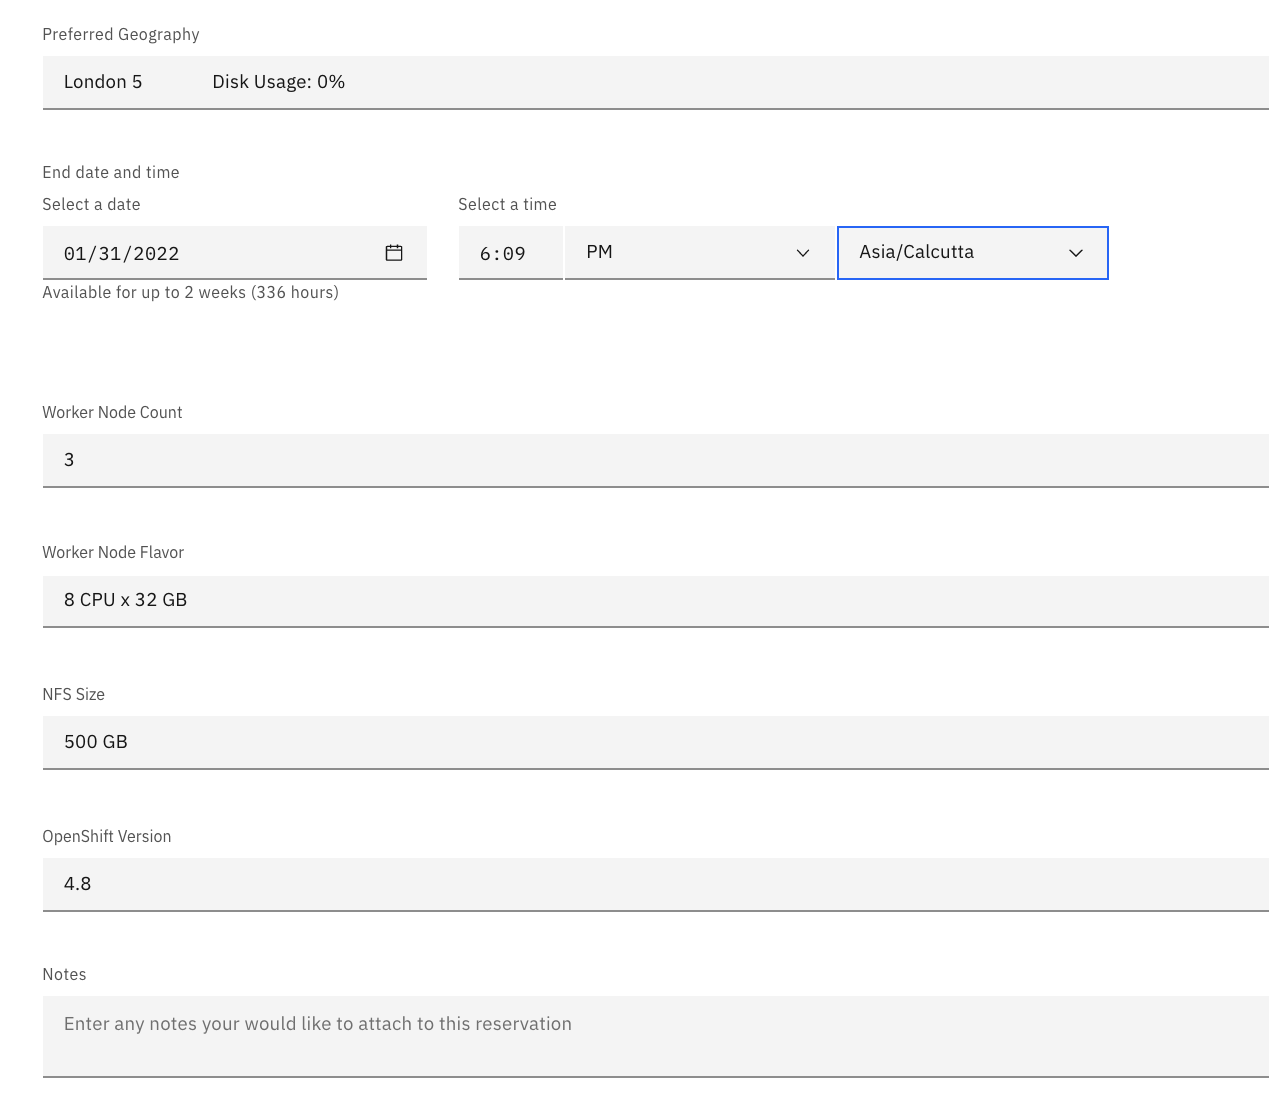 Preferred Geography
London 5 Disk Usage: 0%
End date and time
Select a date Select a time
01/31/2022 6:09 PM Asia/Calcutta
Available for up to 2 weeks (336 hours)
Worker Node Count
3
Worker Node Flavor
8 CPU x 32 GB
NFS Size
500 GB
OpenShift Version
4.8
Notes
Enter any notes your would like to attach to this reservation